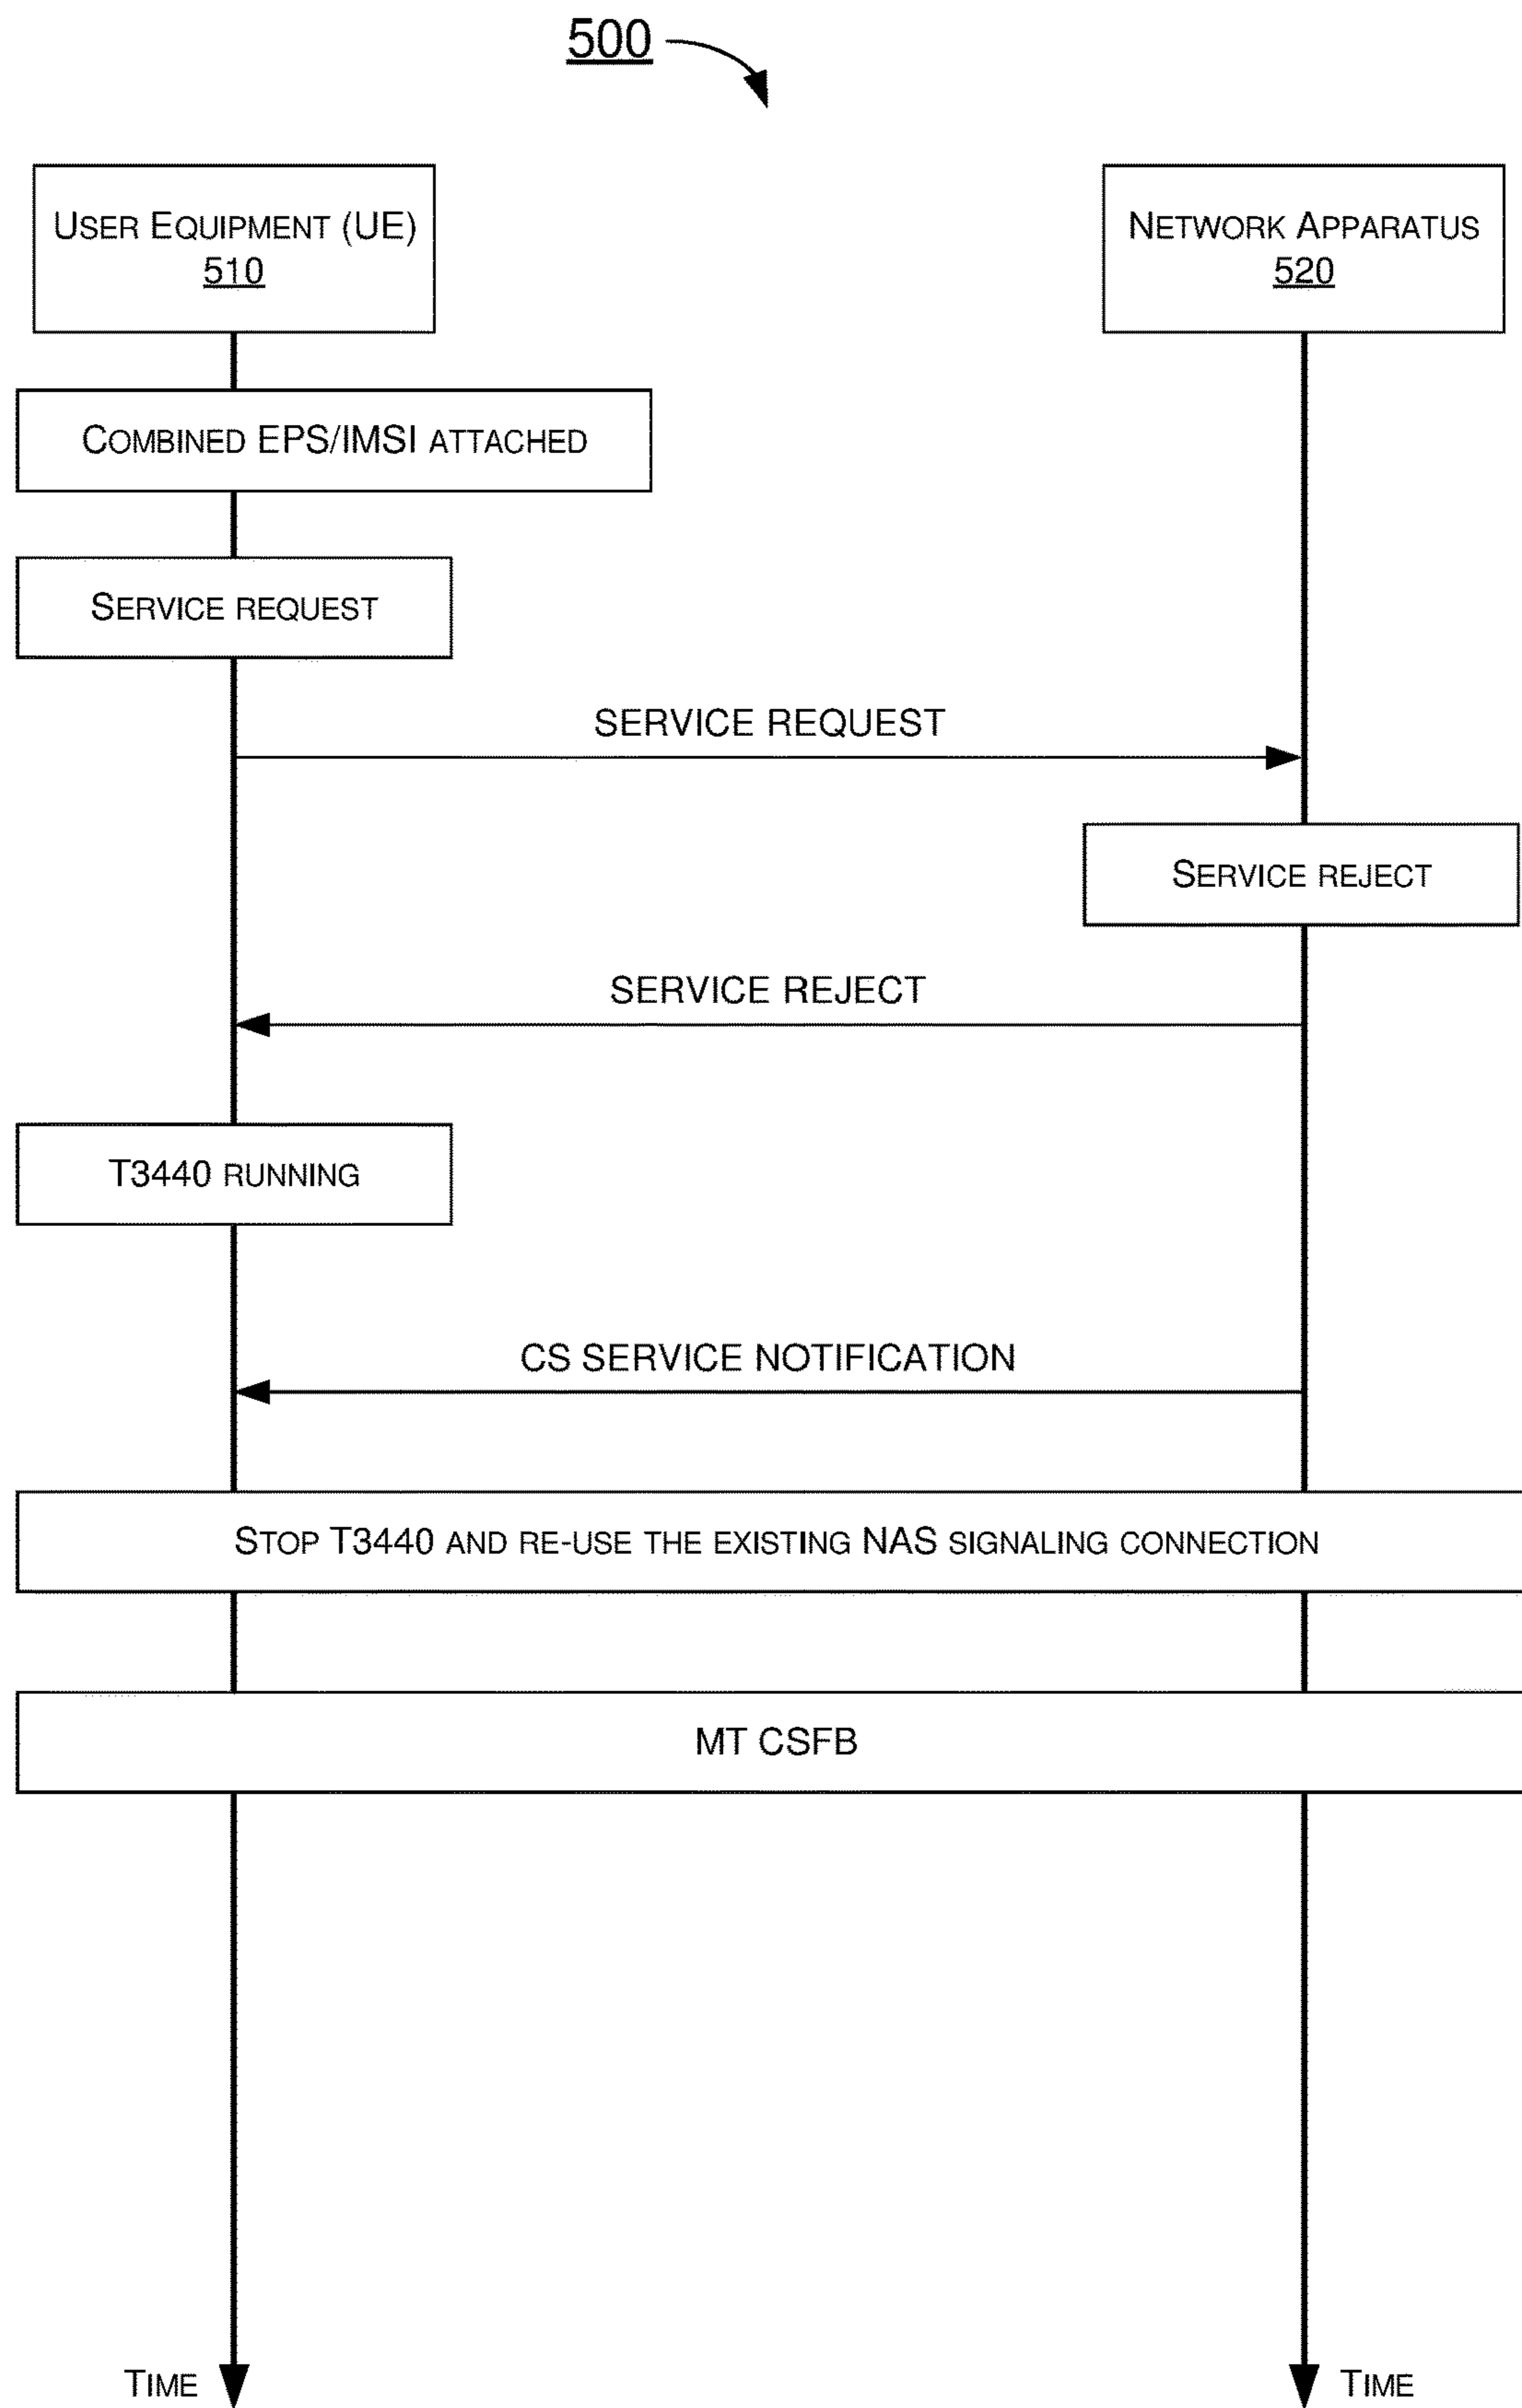 500
USER EQUIPMENT (UE)
510
NETWORK APPARATUS
520
COMBINED EPS/IMSI ATTACHED
SERVICE REQUEST
SERVICE REQUEST
SERVICE REJECT
SERVICE REJECT
T3440 RUNNING
CS SERVICE NOTIFICATION
STOP T3440 AND RE-USE THE EXISTING NAS SIGNALING CONNECTION
MT CSFB
TIME
TIME